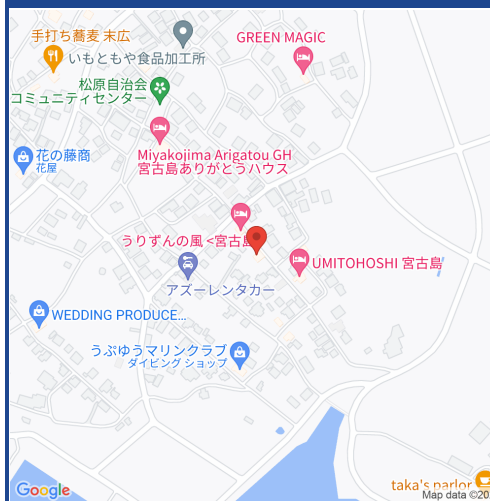 手打ち蕎麦 末広
GREEN MAGIC
いもともや食品加工所
松原自治会
コミュニティセンター
Miyakojima Arigatou GH
宮古島ありがとうハウス
花の藤商
花屋
うりずんの風 <宮古島
UMITOHOSHI 宮古島
アズーレンタカー
WEDDING PRODUCE...
うぷゆうマリンクラブ
ダイビング ショップ
taka's parlor
Google
Map data ©20